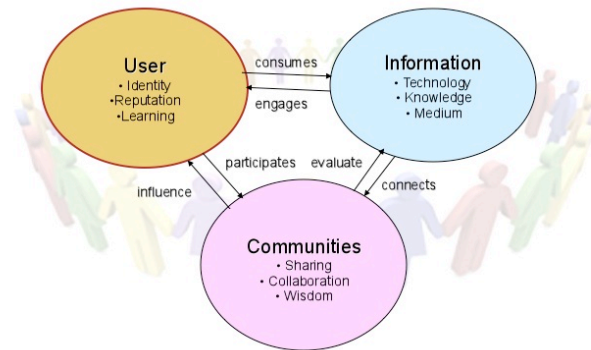 User
• Identity
•Reputation
•Learning
consumes
engages
Information
• Technology
• Knowledge
• Medium
participates
influence
evaluate
connects
Communities
• Sharing
• Collaboration
• Wisdom